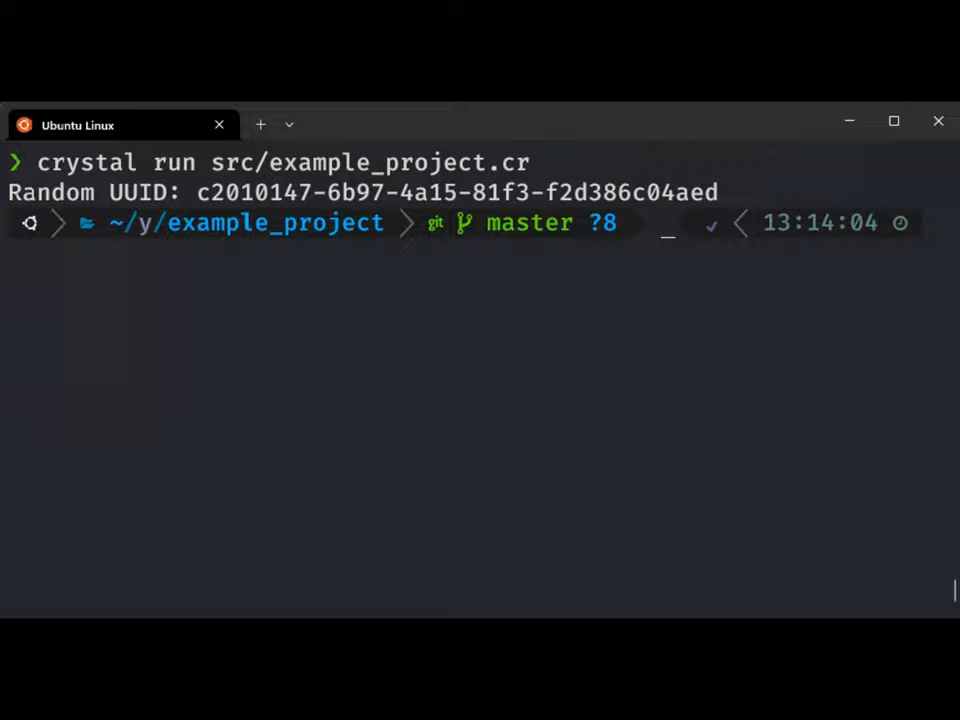 Ubuntu Linux
crystal run src/example_project.cr
Random UUID: c2010147-6b97-4a15-81f3-f2d386c04aed
~/y/example_project git master ?8 13:14:04